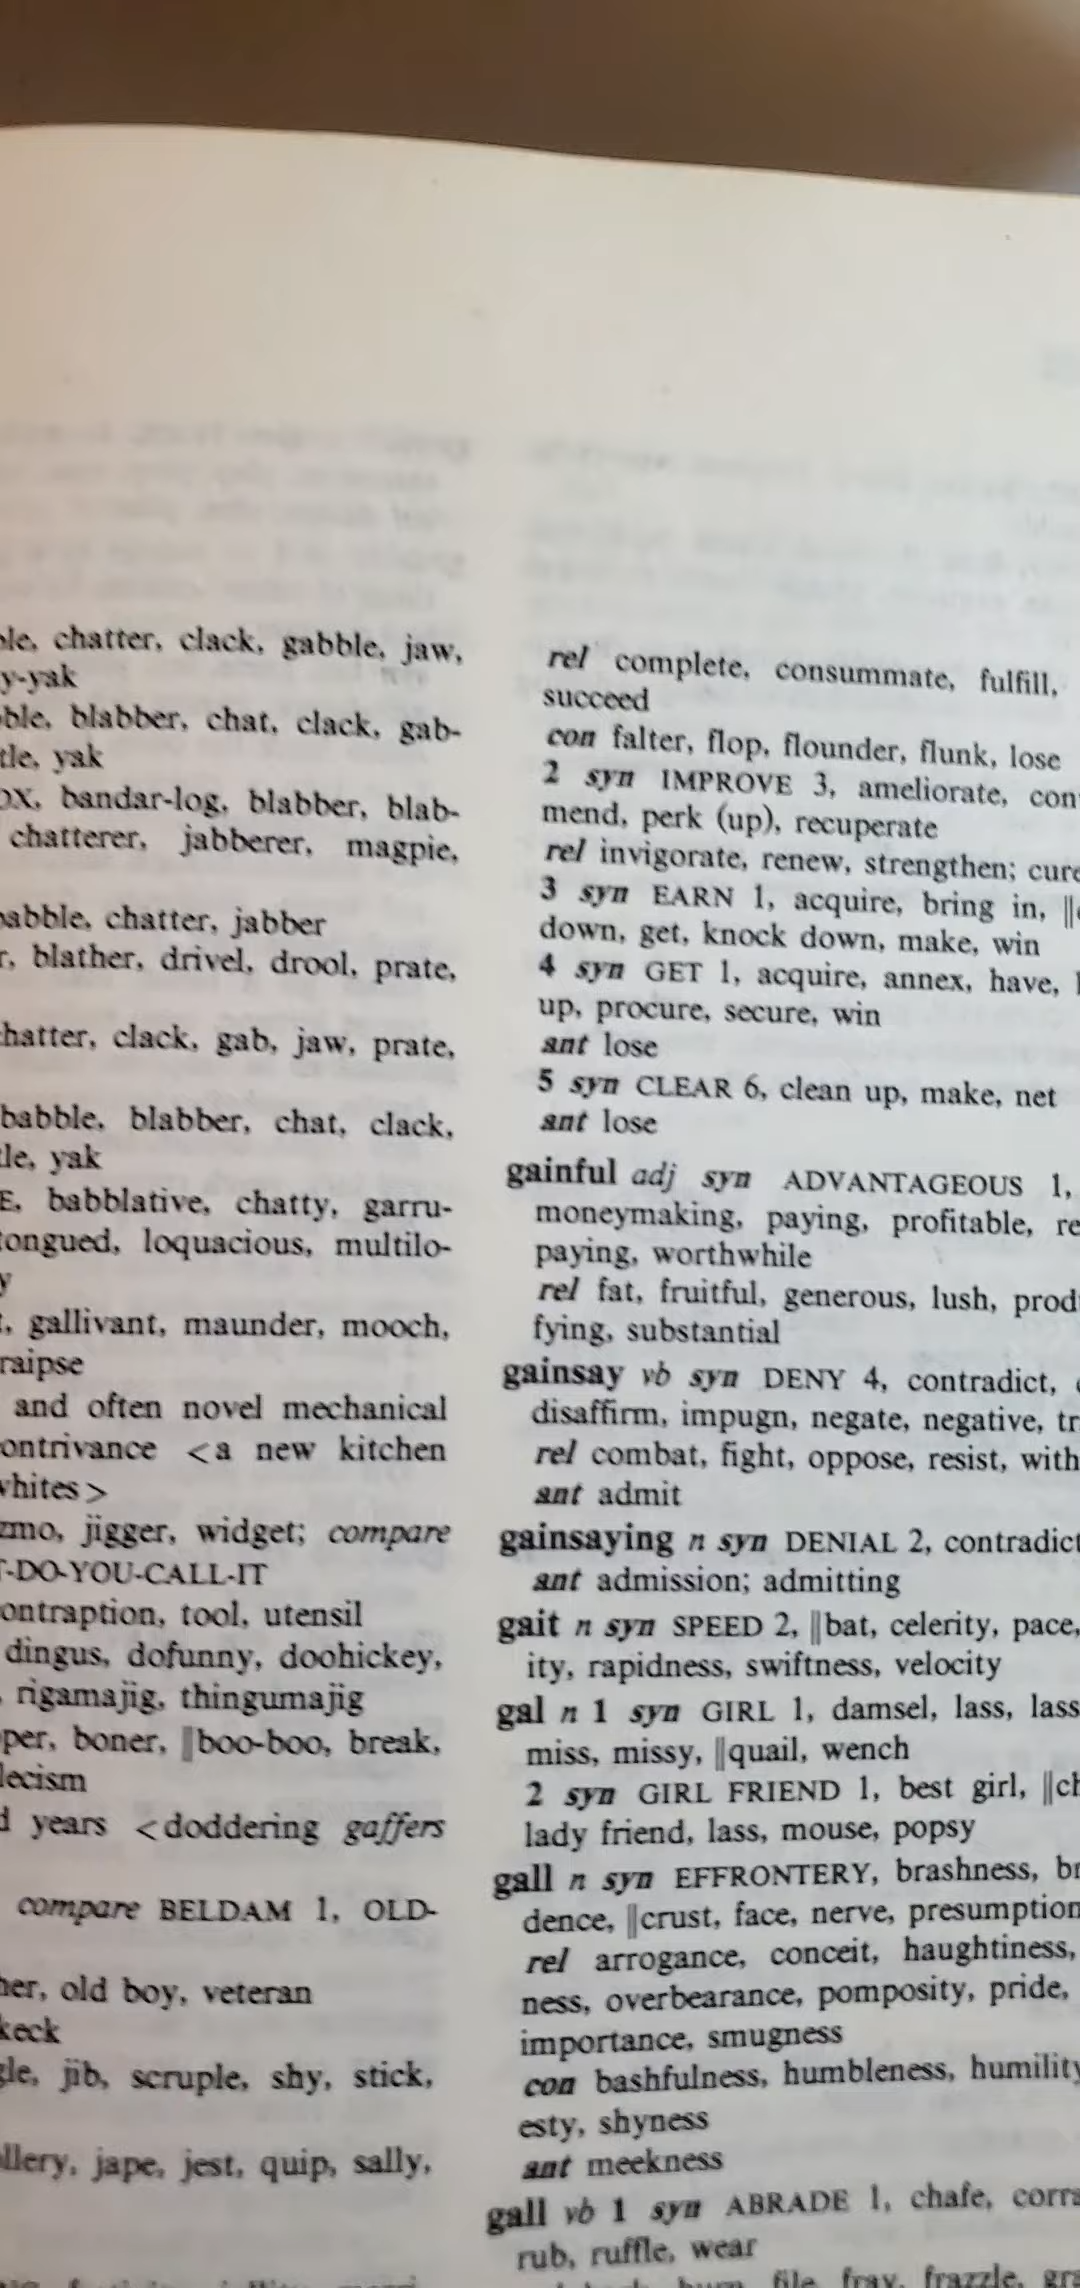 chatter, clack, gabble, jaw,
y-yak
blabber, chat, clack, gab-
yak
bandar-log, blabber, blab-
chatterer, jabberer, magpie,
babble, chatter, jabber
blather, drivel, drool, prate,
chatter, clack, gab, jaw, prate,
babble, blabber, chat, clack,
yak
babblative, chatty, garru-
tongued, loquacious, multilo-
gallivant, maunder, mooch,
raipse
and often novel mechanical
ontrivance <a new kitchen
whites>
zmo, jigger, widget; compare
T-DO-YOU-CALL-IT
ontraption, tool, utensil
dingus, dofunny, doohickey,
rigamajig, thingumajig
per, boner, ‖boo-boo, break,
lecism
years <doddering gaffers
compare BELDAM 1, OLD-
her, old boy, veteran
keck
gle, jib, scruple, shy, stick,
llery, jape, jest, quip, sally,
rel complete, consummate, fulfill,
succeed
con falter, flop, flounder, flunk, lose
2 syn IMPROVE 3, ameliorate, con
mend, perk (up), recuperate
rel invigorate, renew, strengthen; cure
3 syn EARN 1, acquire, bring in,
down, get, knock down, make, win
4 syn GET 1, acquire, annex, have,
up, procure, secure, win
ant lose
5 syn CLEAR 6, clean up, make, net
ant lose
gainful adj syn ADVANTAGEOUS 1,
moneymaking, paying, profitable, re
paying, worthwhile
rel fat, fruitful, generous, lush, prod
fying, substantial
gainsay vb syn DENY 4, contradict,
disaffirm, impugn, negate, negative, tr
rel combat, fight, oppose, resist, with
ant admit
gainsaying n syn DENIAL 2, contradict
ant admission; admitting
gait n syn SPEED 2, ‖bat, celerity, pace,
ity, rapidness, swiftness, velocity
gal n 1 syn GIRL 1, damsel, lass, lass
miss, missy, ‖quail, wench
2 syn GIRL FRIEND 1, best girl, ‖ch
lady friend, lass, mouse, popsy
gall n syn EFFRONTERY, brashness, br
dence, ‖crust, face, nerve, presumption
rel arrogance, conceit, haughtiness,
ness, overbearance, pomposity, pride,
importance, smugness
con bashfulness, humbleness, humility
esty, shyness
ant meekness
gall vb 1 syn ABRADE 1, chafe, corra
rub, ruffle, wear
file, fray, frazzle,